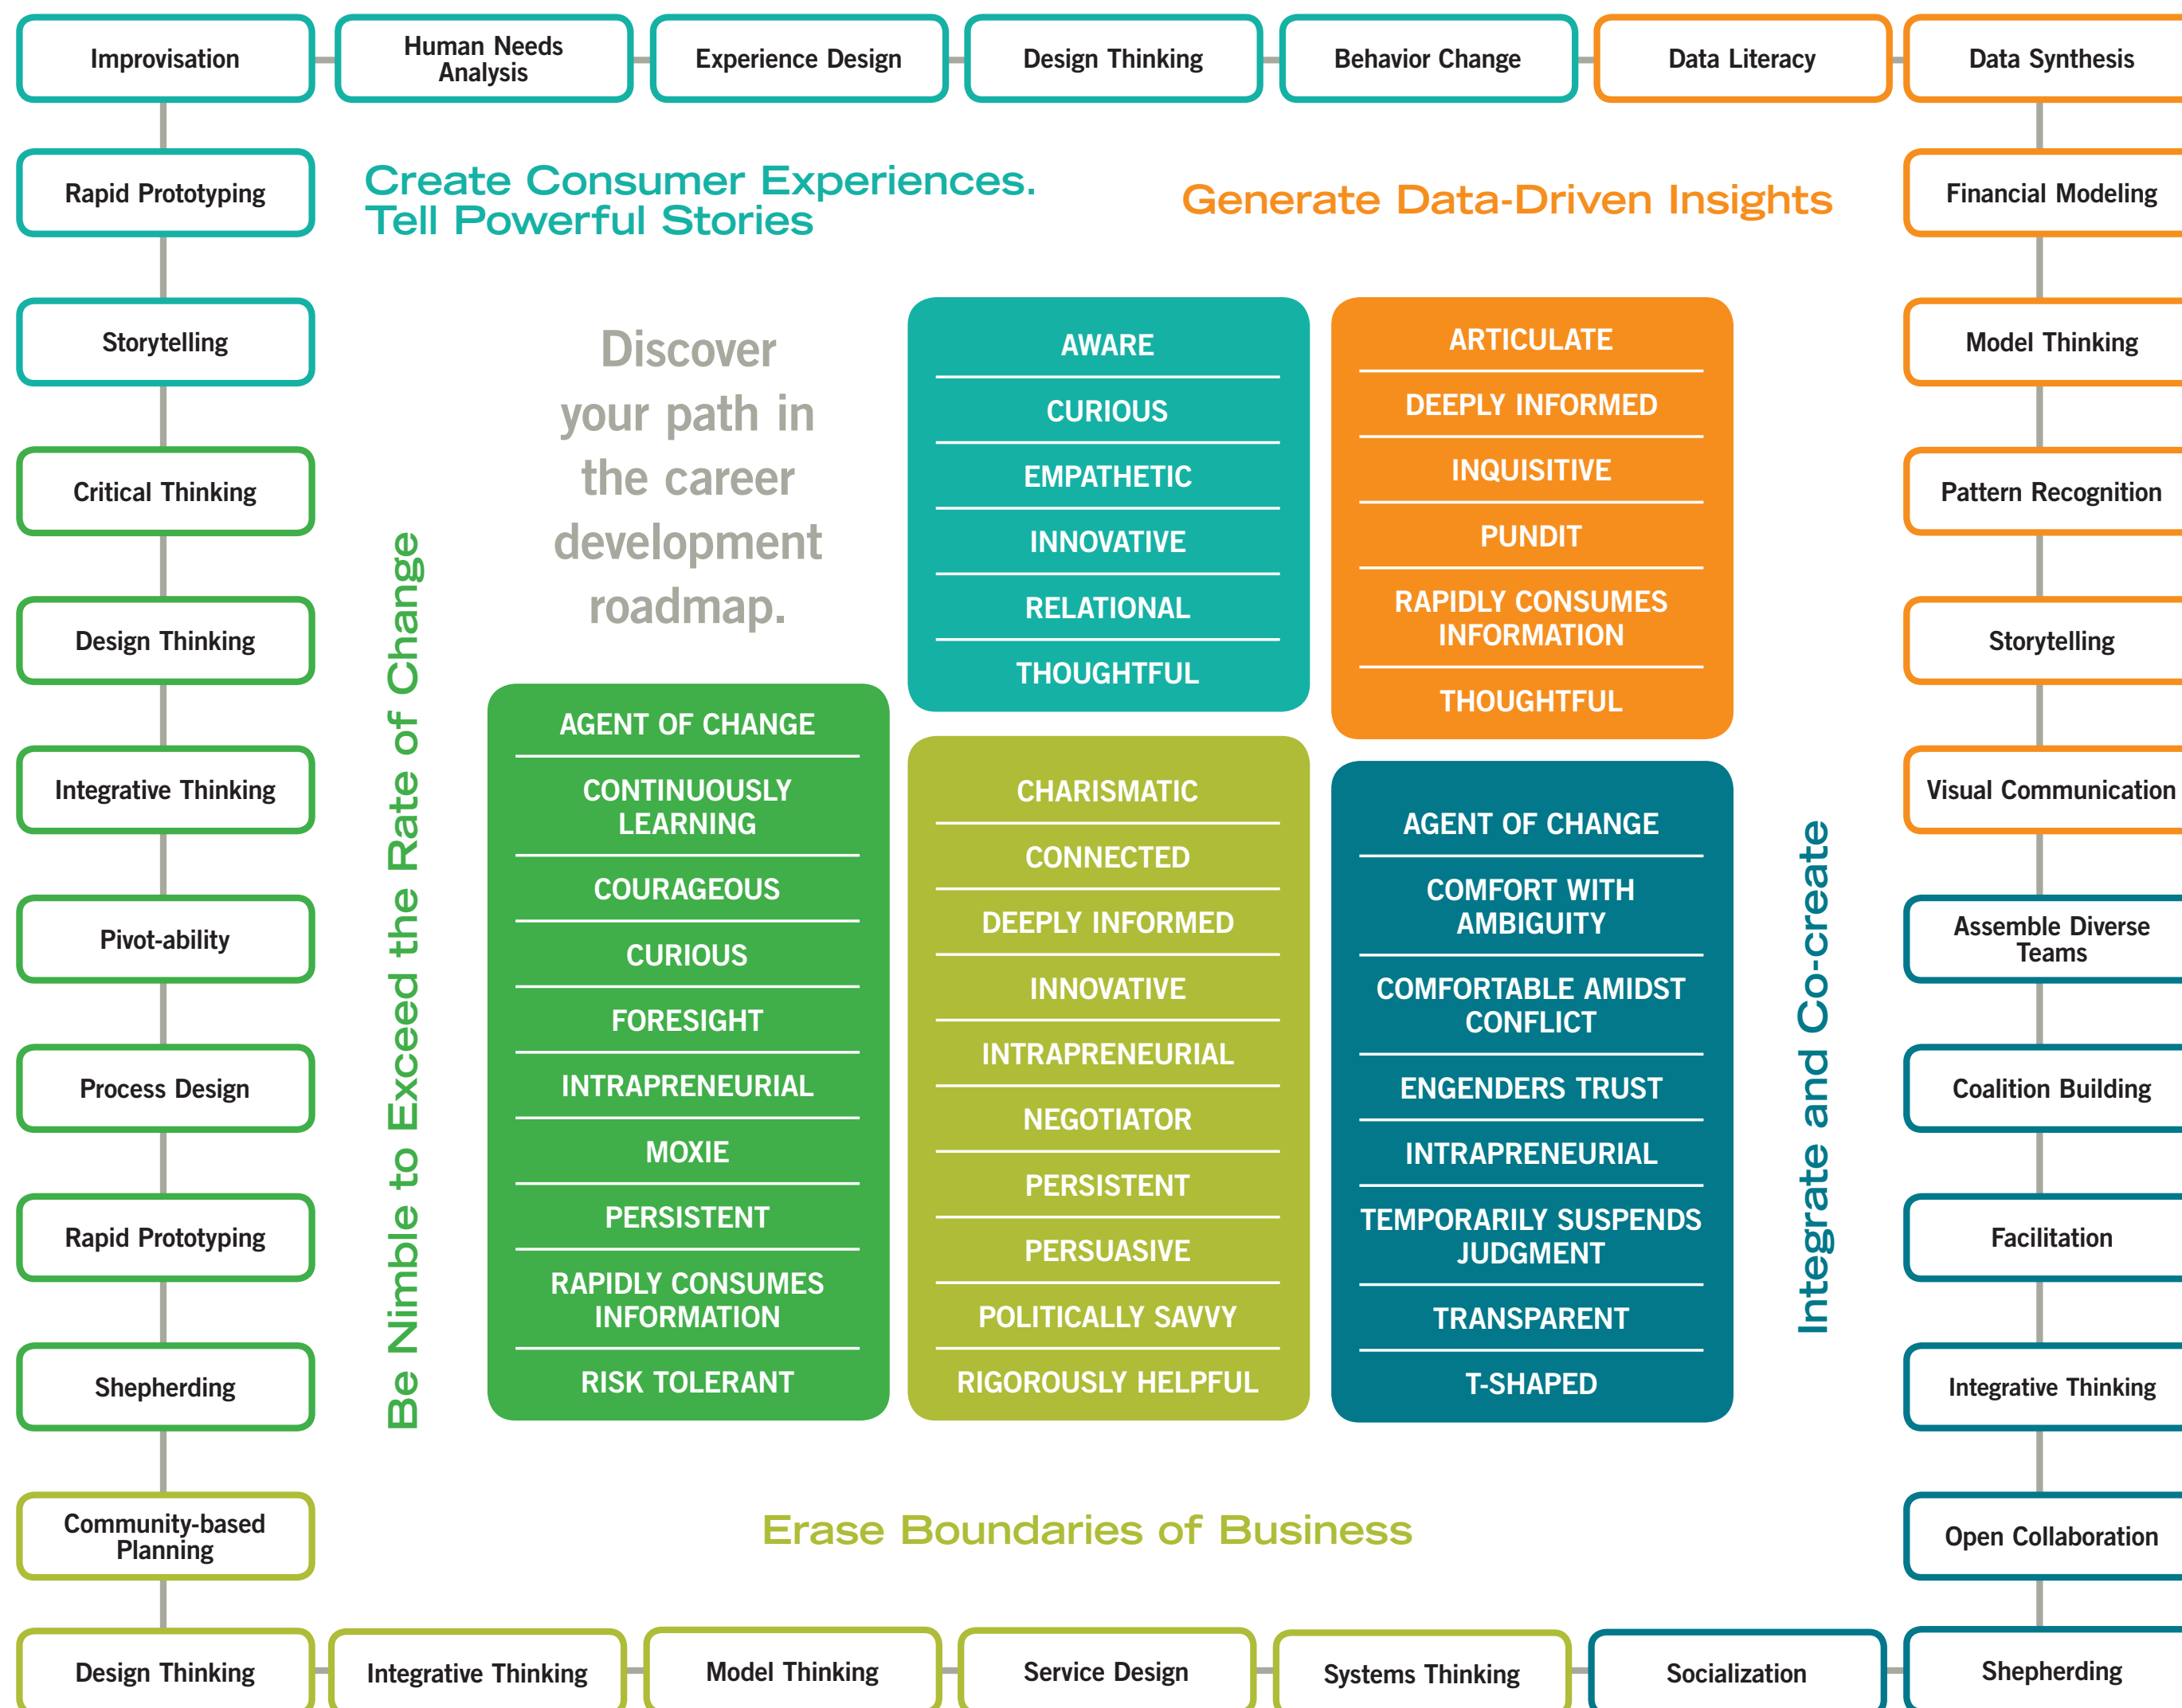 Improvisation
Human Needs
Analysis
Experience Design
Design Thinking
Behavior Change
Data Literacy
Data Synthesis
Rapid Prototyping
Storytelling
Critical Thinking
Design Thinking
Integrative Thinking
Pivot-ability
Process Design
Rapid Prototyping
Shepherding
Community-based
Planning
Create Consumer Experiences.
Tell Powerful Stories
Generate Data-Driven Insights
Discover
your path in
the career
development
roadmap.
Be Nimble to Exceed the Rate of Change
AWARE
CURIOUS
EMPATHETIC
INNOVATIVE
RELATIONAL
THOUGHTFUL
ARTICULATE
DEEPLY INFORMED
INQUISITIVE
PUNDIT
RAPIDLY CONSUMES
INFORMATION
THOUGHTFUL
AGENT OF CHANGE
CONTINUOUSLY
LEARNING
COURAGEOUS
CURIOUS
FORESIGHT
INTRAPRENEURIAL
MOXIE
PERSISTENT
RAPIDLY CONSUMES
INFORMATION
RISK TOLERANT
CHARISMATIC
CONNECTED
DEEPLY INFORMED
INNOVATIVE
INTRAPRENEURIAL
NEGOTIATOR
PERSISTENT
PERSUASIVE
POLITICALLY SAVVY
RIGOROUSLY HELPFUL
AGENT OF CHANGE
COMFORT WITH
AMBIGUITY
COMFORTABLE AMIDST
CONFLICT
ENGENDERS TRUST
INTRAPRENEURIAL
TEMPORARILY SUSPENDS
JUDGMENT
TRANSPARENT
T-SHAPED
Integrate and Co-create
Erase Boundaries of Business
Financial Modeling
Model Thinking
Pattern Recognition
Storytelling
Visual Communication
Assemble Diverse
Teams
Coalition Building
Facilitation
Integrative Thinking
Open Collaboration
Design Thinking
Integrative Thinking
Model Thinking
Service Design
Systems Thinking
Socialization
Shepherding